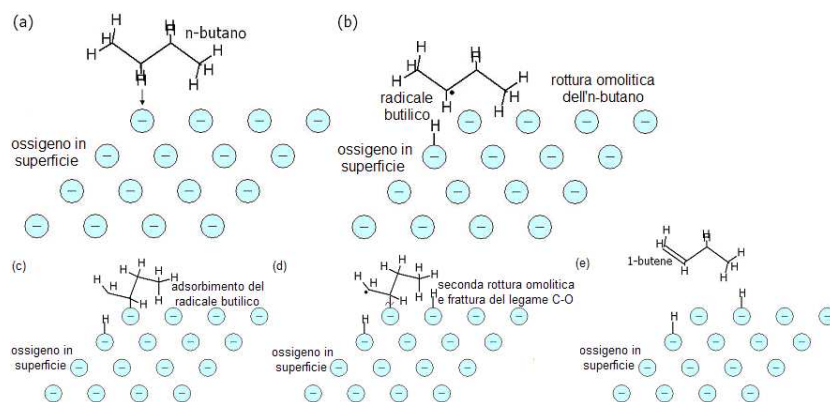 (a)
n-butano
H
H
H
H
H
H
H
H
H
H
ossigeno in
superficie
(b)
H
H
H
H
H
H
H
H
H
radicale
butilico
rottura omolitica
dell'n-butano
H
ossigeno in
superficie
(c)
H
H
H
H
H
H
H
H
adsorbimento del
radicale butilico
H
ossigeno in
superficie
(d)
H
H
H
H
H
H
H
seconda rottura omolitica
e frattura del legame C-O
H
H
ossigeno in
superficie
(e)
H
H
H
H
H
H
H
1-butene
H
H
ossigeno in
superficie